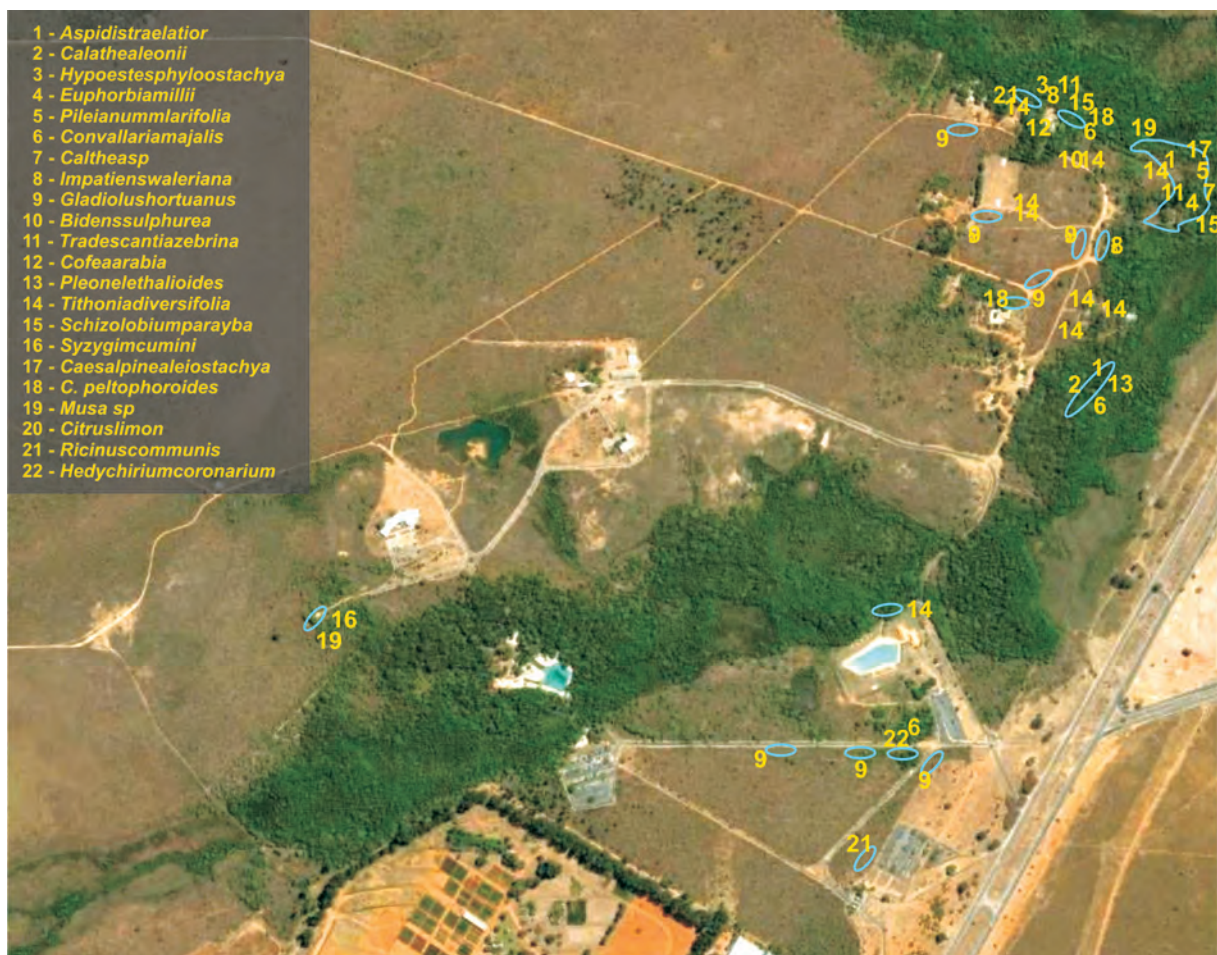 1 - Aspidistraelatior
2 - Calathealeonii
3 - Hypoestesphyloostachya
4 - Euphorbiamillii
5 - Pileianummlarifolia
6 - Convallariamajalis
7 - Caltheasp
8 - Impatienswaleriana
9 - Gladiolushortuanus
10 - Bidenssulphurea
11 - Tradescantiazebrina
12 - Cofeaarabia
13 - Pleonelethalioides
14 - Tithoniadiversifolia
15 - Schizolobiumparayba
16 - Syzygimcumini
17 - Caesalpinealeiostachya
18 - C. peltophoroides
19 - Musa sp
20 - Citruslimon
21 - Ricinuscommunis
22 - Hedychiriumcoronarium
3 11
21 8 15
14 18
12 6
9
19
17
10 14
14 1 5
11 4 7
15
14
14
9
8
18 9
14 14
14
1
2 13
6
16
19
14
6
22
9 9 9
21